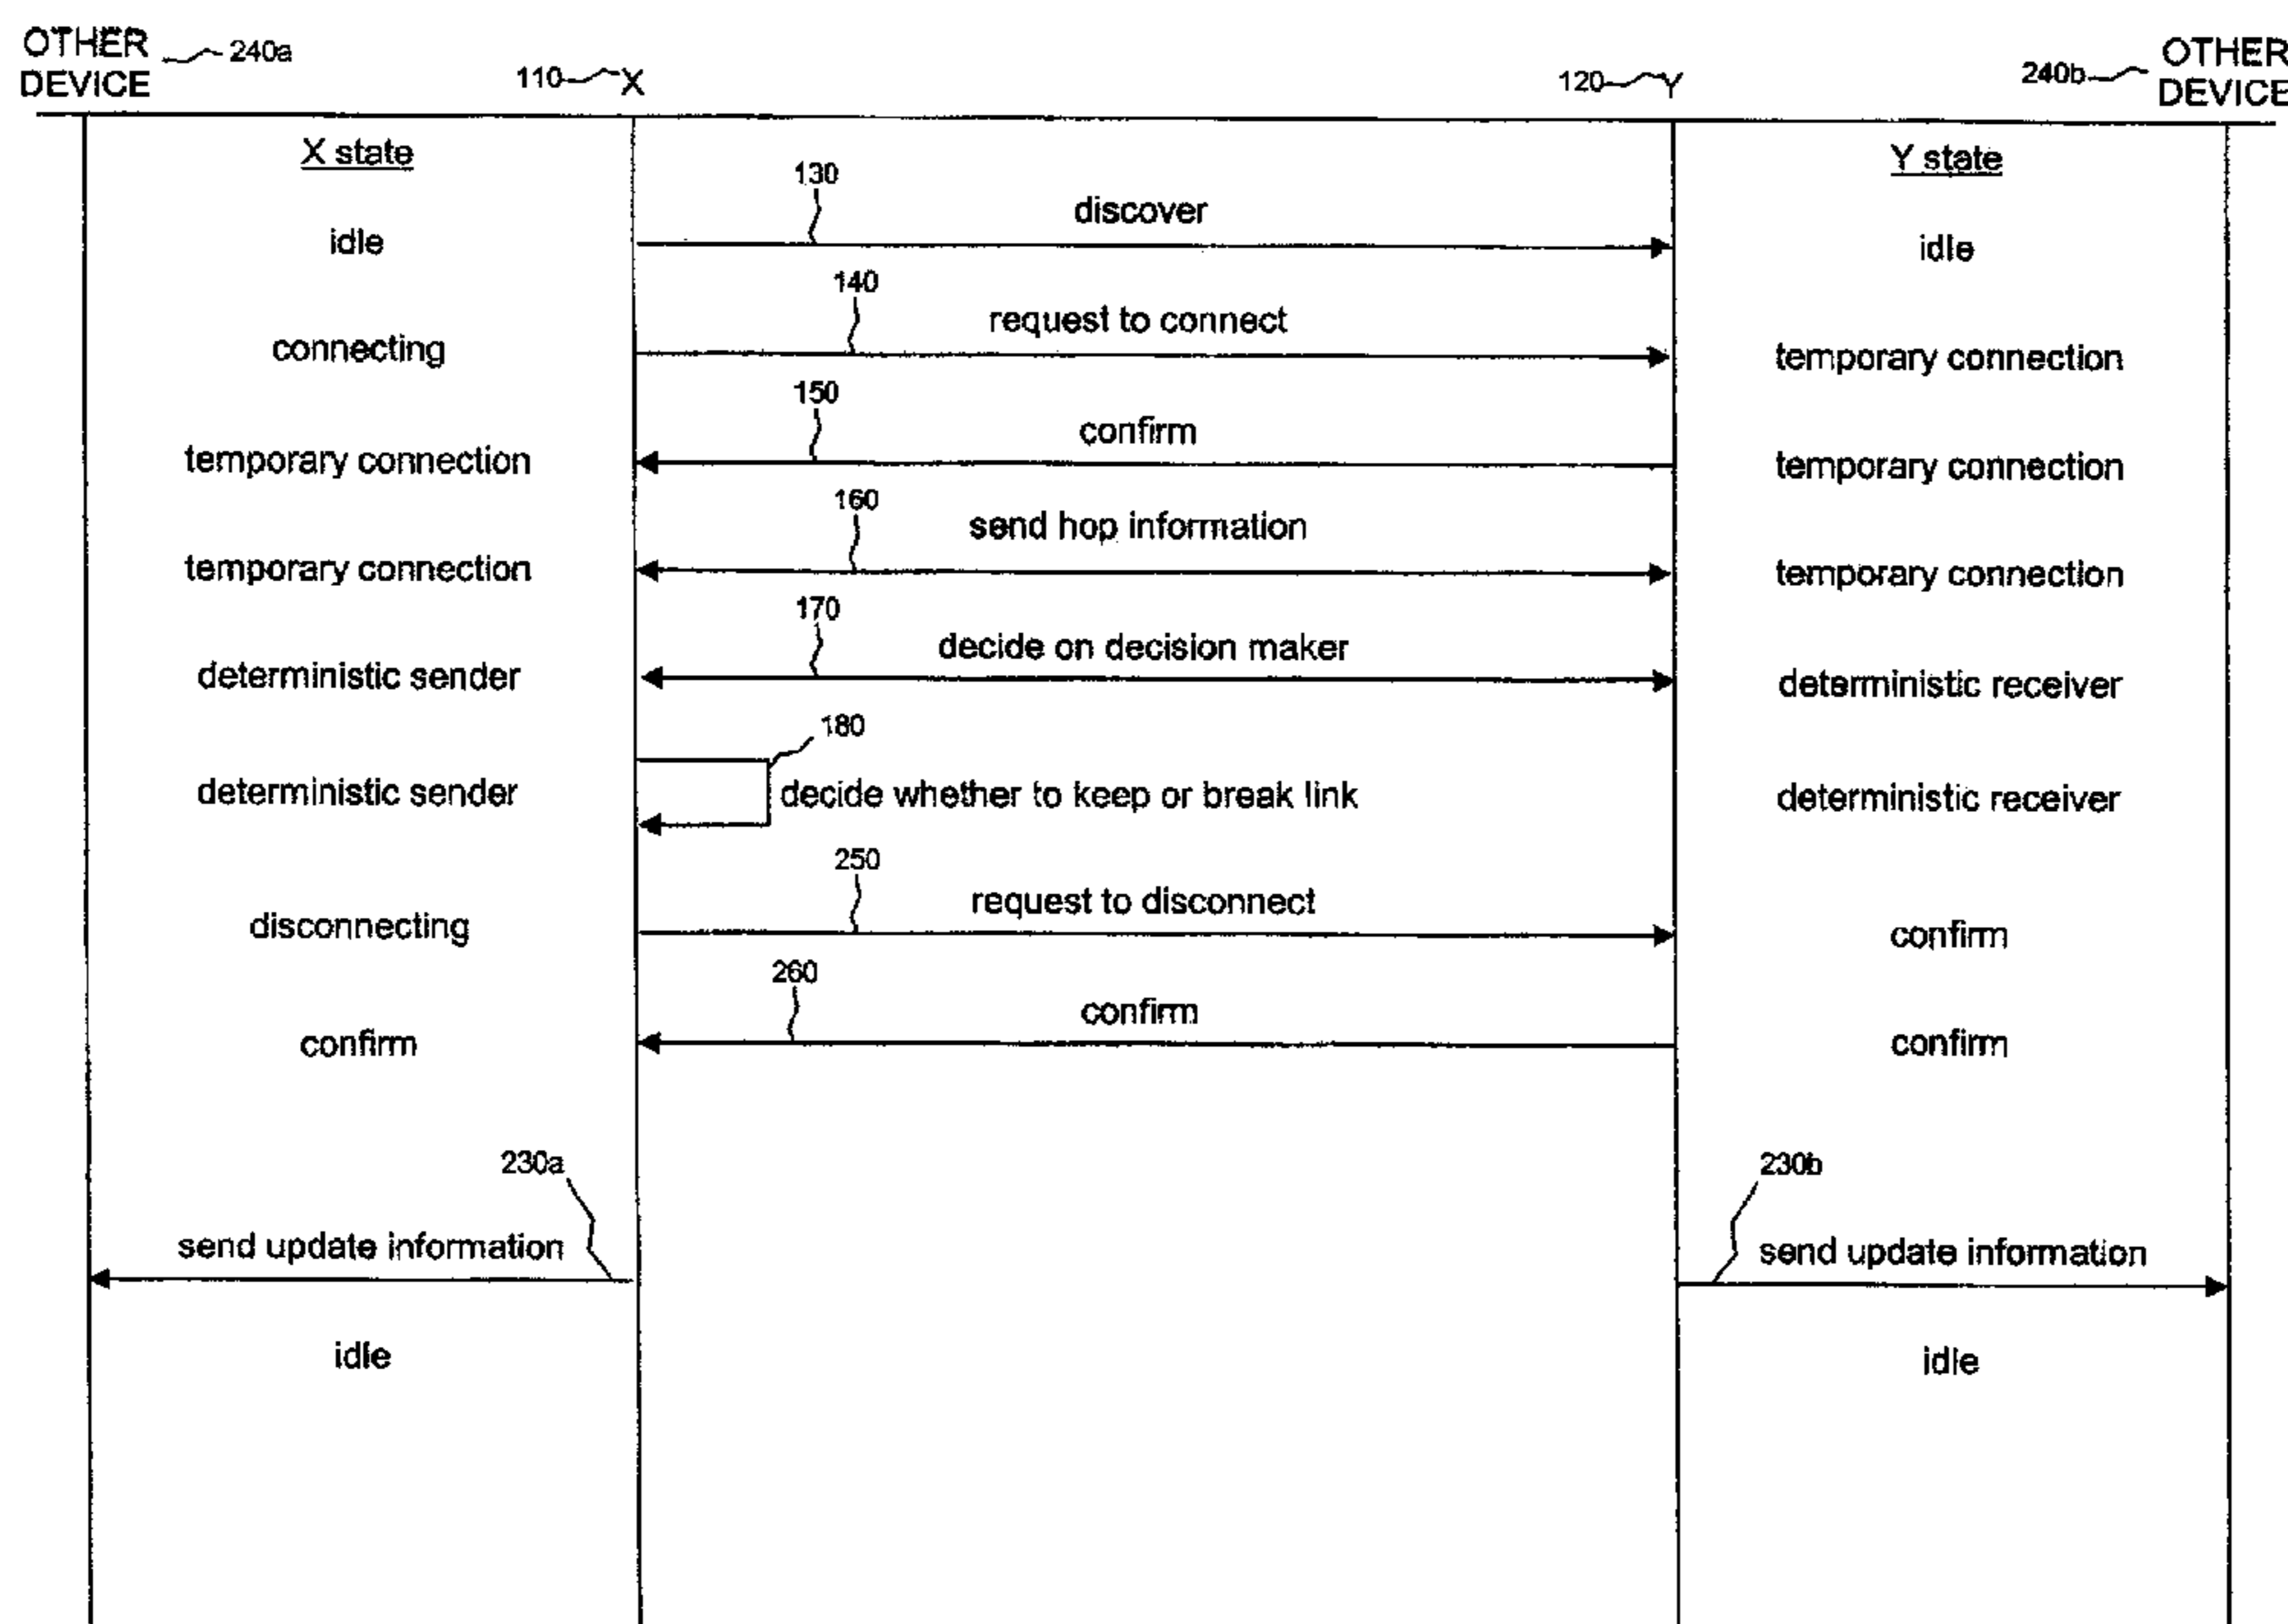 OTHER
DEVICE
240a
110
X
120
Y
240b
OTHER
DEVICE
X state
Y state
130
discover
idle
idle
140
request to connect
connecting
temporary connection
150
confirm
temporary connection
temporary connection
160
send hop information
temporary connection
temporary connection
170
decide on decision maker
deterministic sender
deterministic receiver
180
deterministic sender
decide whether to keep or break link
deterministic receiver
250
request to disconnect
disconnecting
confirm
260
confirm
confirm
confirm
230a
230b
send update information
send update information
idle
idle